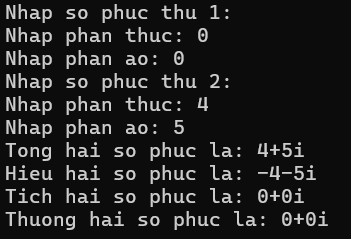 Nhap so phuc thu 1:
Nhap phan thuc: 0
Nhap phan ao: 0
Nhap so phuc thu 2:
Nhap phan thuc: 4
Nhap phan ao: 5
Tong hai so phuc la: 4+5i
Hieu hai so phuc la: -4-5i
Tich hai so phuc la: 0+0i
Thuong hai so phuc la: 0+0i